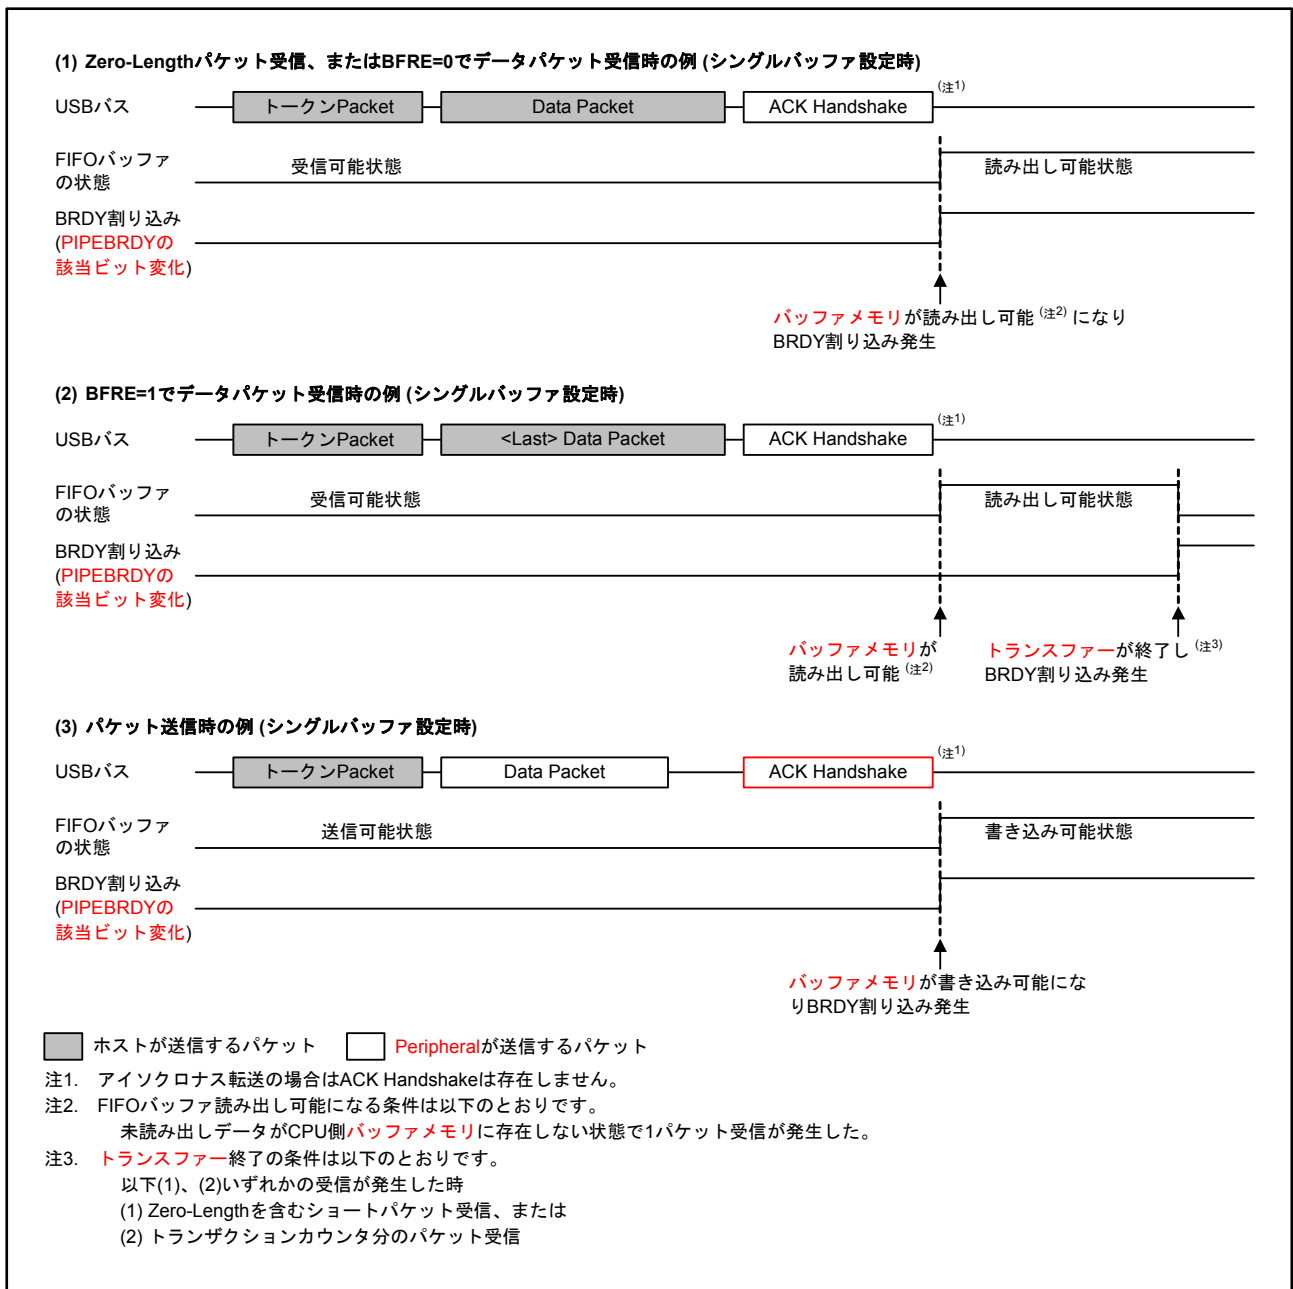 (1) Zero-Lengthパケット受信、またはBFRE=0でデータパケット受信時の例 (シングルバッファ設定時)
USBバス
トークンPacket
Data Packet
ACK Handshake
(注1)
FIFOバッファ
の状態
受信可能状態
読み出し可能状態
BRDY割り込み
(PIPEBRDYの
該当ビット変化)
バッファメモリが読み出し可能 (注2) になり
BRDY割り込み発生
(2) BFRE=1でデータパケット受信時の例 (シングルバッファ設定時)
USBバス
トークンPacket
<Last> Data Packet
ACK Handshake
(注1)
FIFOバッファ
の状態
受信可能状態
読み出し可能状態
BRDY割り込み
(PIPEBRDYの
該当ビット変化)
バッファメモリが
読み出し可能 (注2)
トランスファーが終了し (注3)
BRDY割り込み発生
(3) パケット送信時の例 (シングルバッファ設定時)
USBバス
トークンPacket
Data Packet
ACK Handshake
(注1)
FIFOバッファ
の状態
送信可能状態
書き込み可能状態
BRDY割り込み
(PIPEBRDYの
該当ビット変化)
バッファメモリが書き込み可能にな
りBRDY割り込み発生
ホストが送信するパケット
Peripheralが送信するパケット
注1. アイソクロナス転送の場合はACK Handshakeは存在しません。
注2. FIFOバッファ読み出し可能になる条件は以下のとおりです。
未読み出しデータがCPU側バッファメモリに存在しない状態で1パケット受信が発生した。
注3. トランスファー終了の条件は以下のとおりです。
以下(1)、(2)いずれかの受信が発生した時
(1) Zero-Lengthを含むショートパケット受信、または
(2) トランザクションカウンタ分のパケット受信